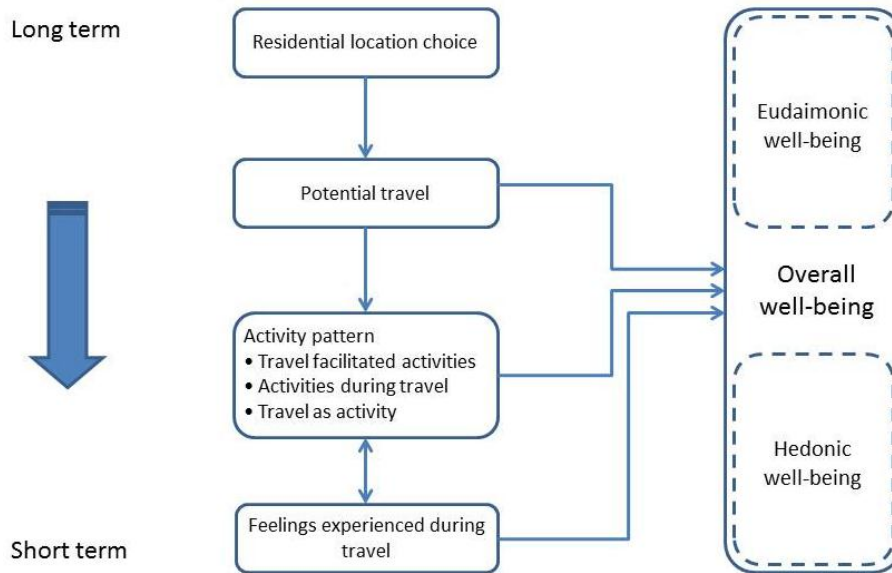 Long term
Residential location choice
Eudaimonic
well-being
Potential travel
Overall
well-being
Activity pattern
• Travel facilitated activities
• Activities during travel
• Travel as activity
Hedonic
well-being
Feelings experienced during
travel
Short term